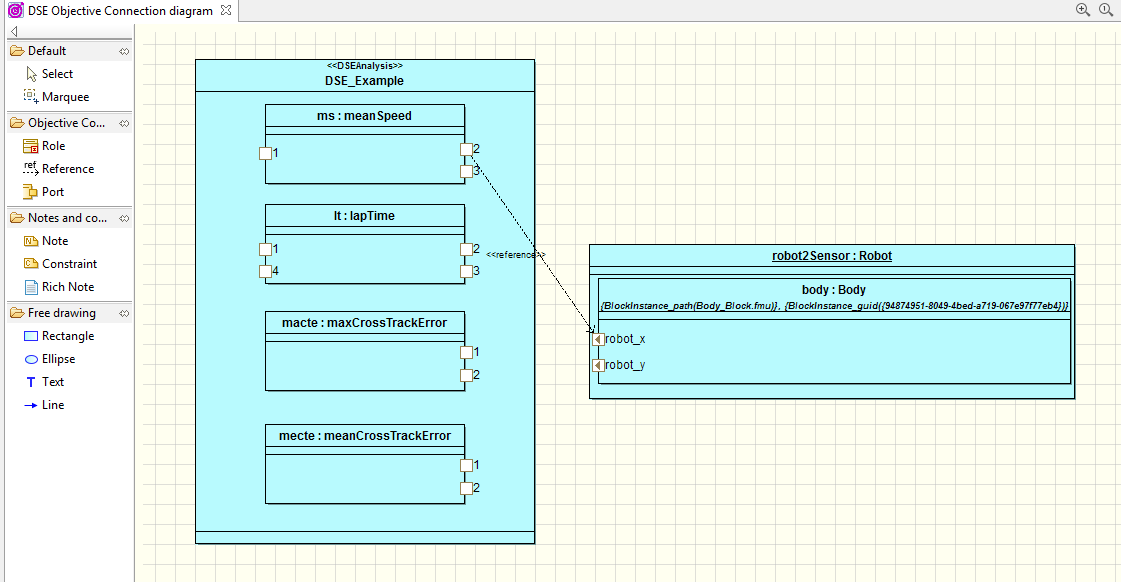 DSE Objective Connection diagram
Default
Select
Marquee
Objective Co...
Role
ref
Reference
Port
Notes and co...
Note
Constraint
Rich Note
Free drawing
Rectangle
Ellipse
T Text
Line
<<DSEAnalysis>>
DSE_Example
ms : meanSpeed
1
2
3
lt : lapTime
1
2
4
3
<<reference>>
macte : maxCrossTrackError
1
2
mecte : meanCrossTrackError
1
2
robot2Sensor : Robot
body : Body
{BlockInstance_path(Body_Block.fmu)}, {BlockInstance_guid({94874951-8049-4bed-a719-067e97f77eb4})}
robot_x
robot_y